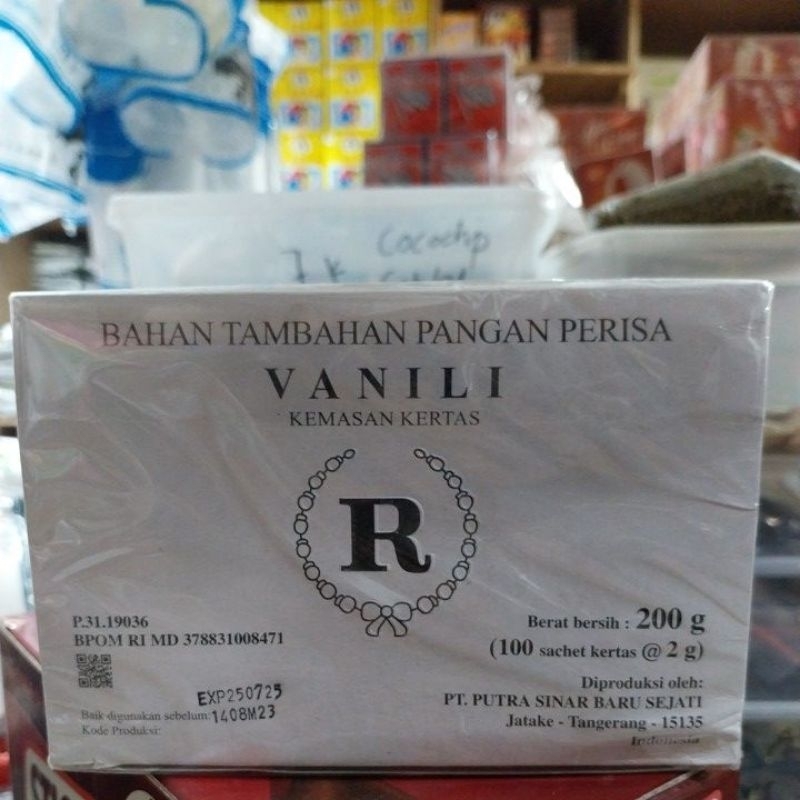 Cocochip
BAHAN TAMBAHAN PANGAN PERISA
VANILI
KEMASAN KERTAS
R
P.31.19036
BPOM RI MD 378831008471
Berat bersih : 200 g
(100 sachet kertas @ 2 g)
Diproduksi oleh:
PT. PUTRA SINAR BARU SEJATI
Jatake - Tangerang - 15135
Indonesia
EXP250725
Baik digunakan sebelum: 1408M23
Kode Produksi: